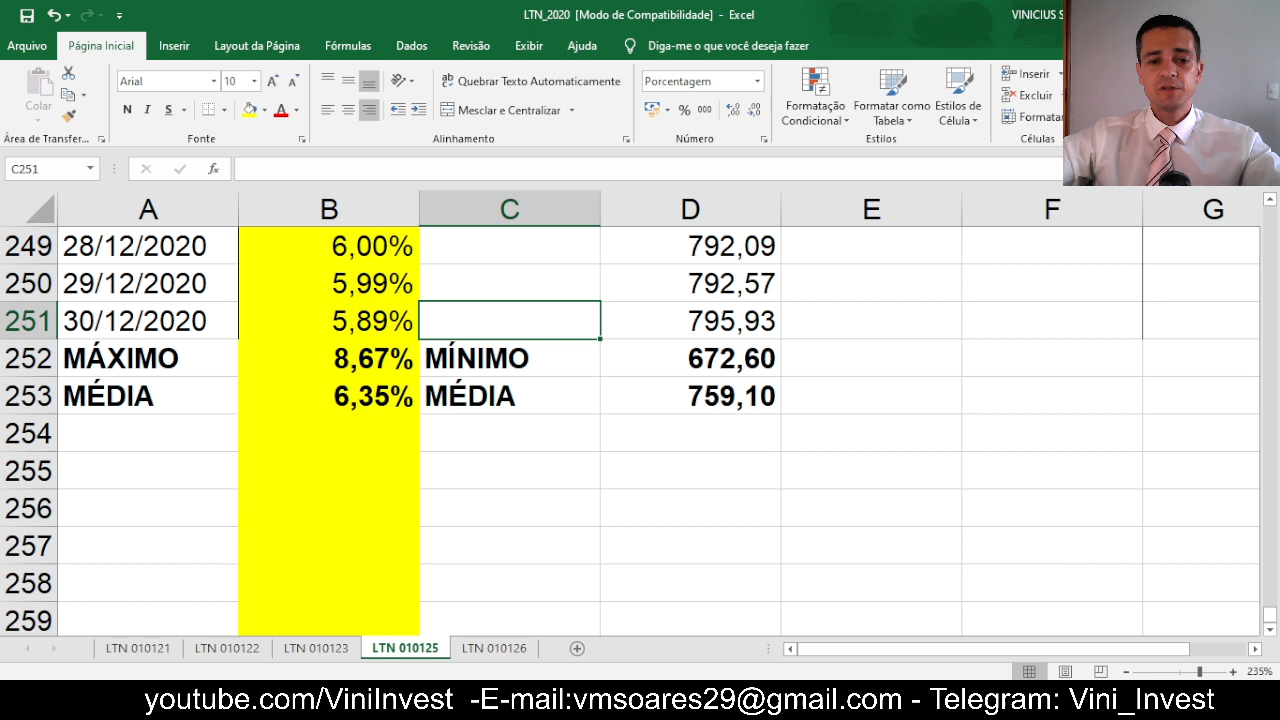 LTN_2020 [Modo de Compatibilidade] - Excel
VINICIUS S
Arquivo Página Inicial Inserir Layout da Página Fórmulas Dados Revisão Exibir Ajuda Diga-me o que você deseja fazer
Colar
Arial 10
N I S
Quebrar Texto Automaticamente
Mesclar e Centralizar
Porcentagem
% 000
Formatação Condicional
Formatar como Tabela
Estilos de Célula
Inserir
Excluir
Formatar
Área de Transfer... Fonte Alinhamento Número Estilos Células
C251 fx
A B C D E F G
249 28/12/2020 6,00% 792,09
250 29/12/2020 5,99% 792,57
251 30/12/2020 5,89% 795,93
252 MÁXIMO 8,67% MÍNIMO 672,60
253 MÉDIA 6,35% MÉDIA 759,10
254
255
256
257
258
259
LTN 010121 LTN 010122 LTN 010123 LTN 010125 LTN 010126
235%
youtube.com/ViniInvest -E-mail:vmsoares29@gmail.com - Telegram: Vini_Invest